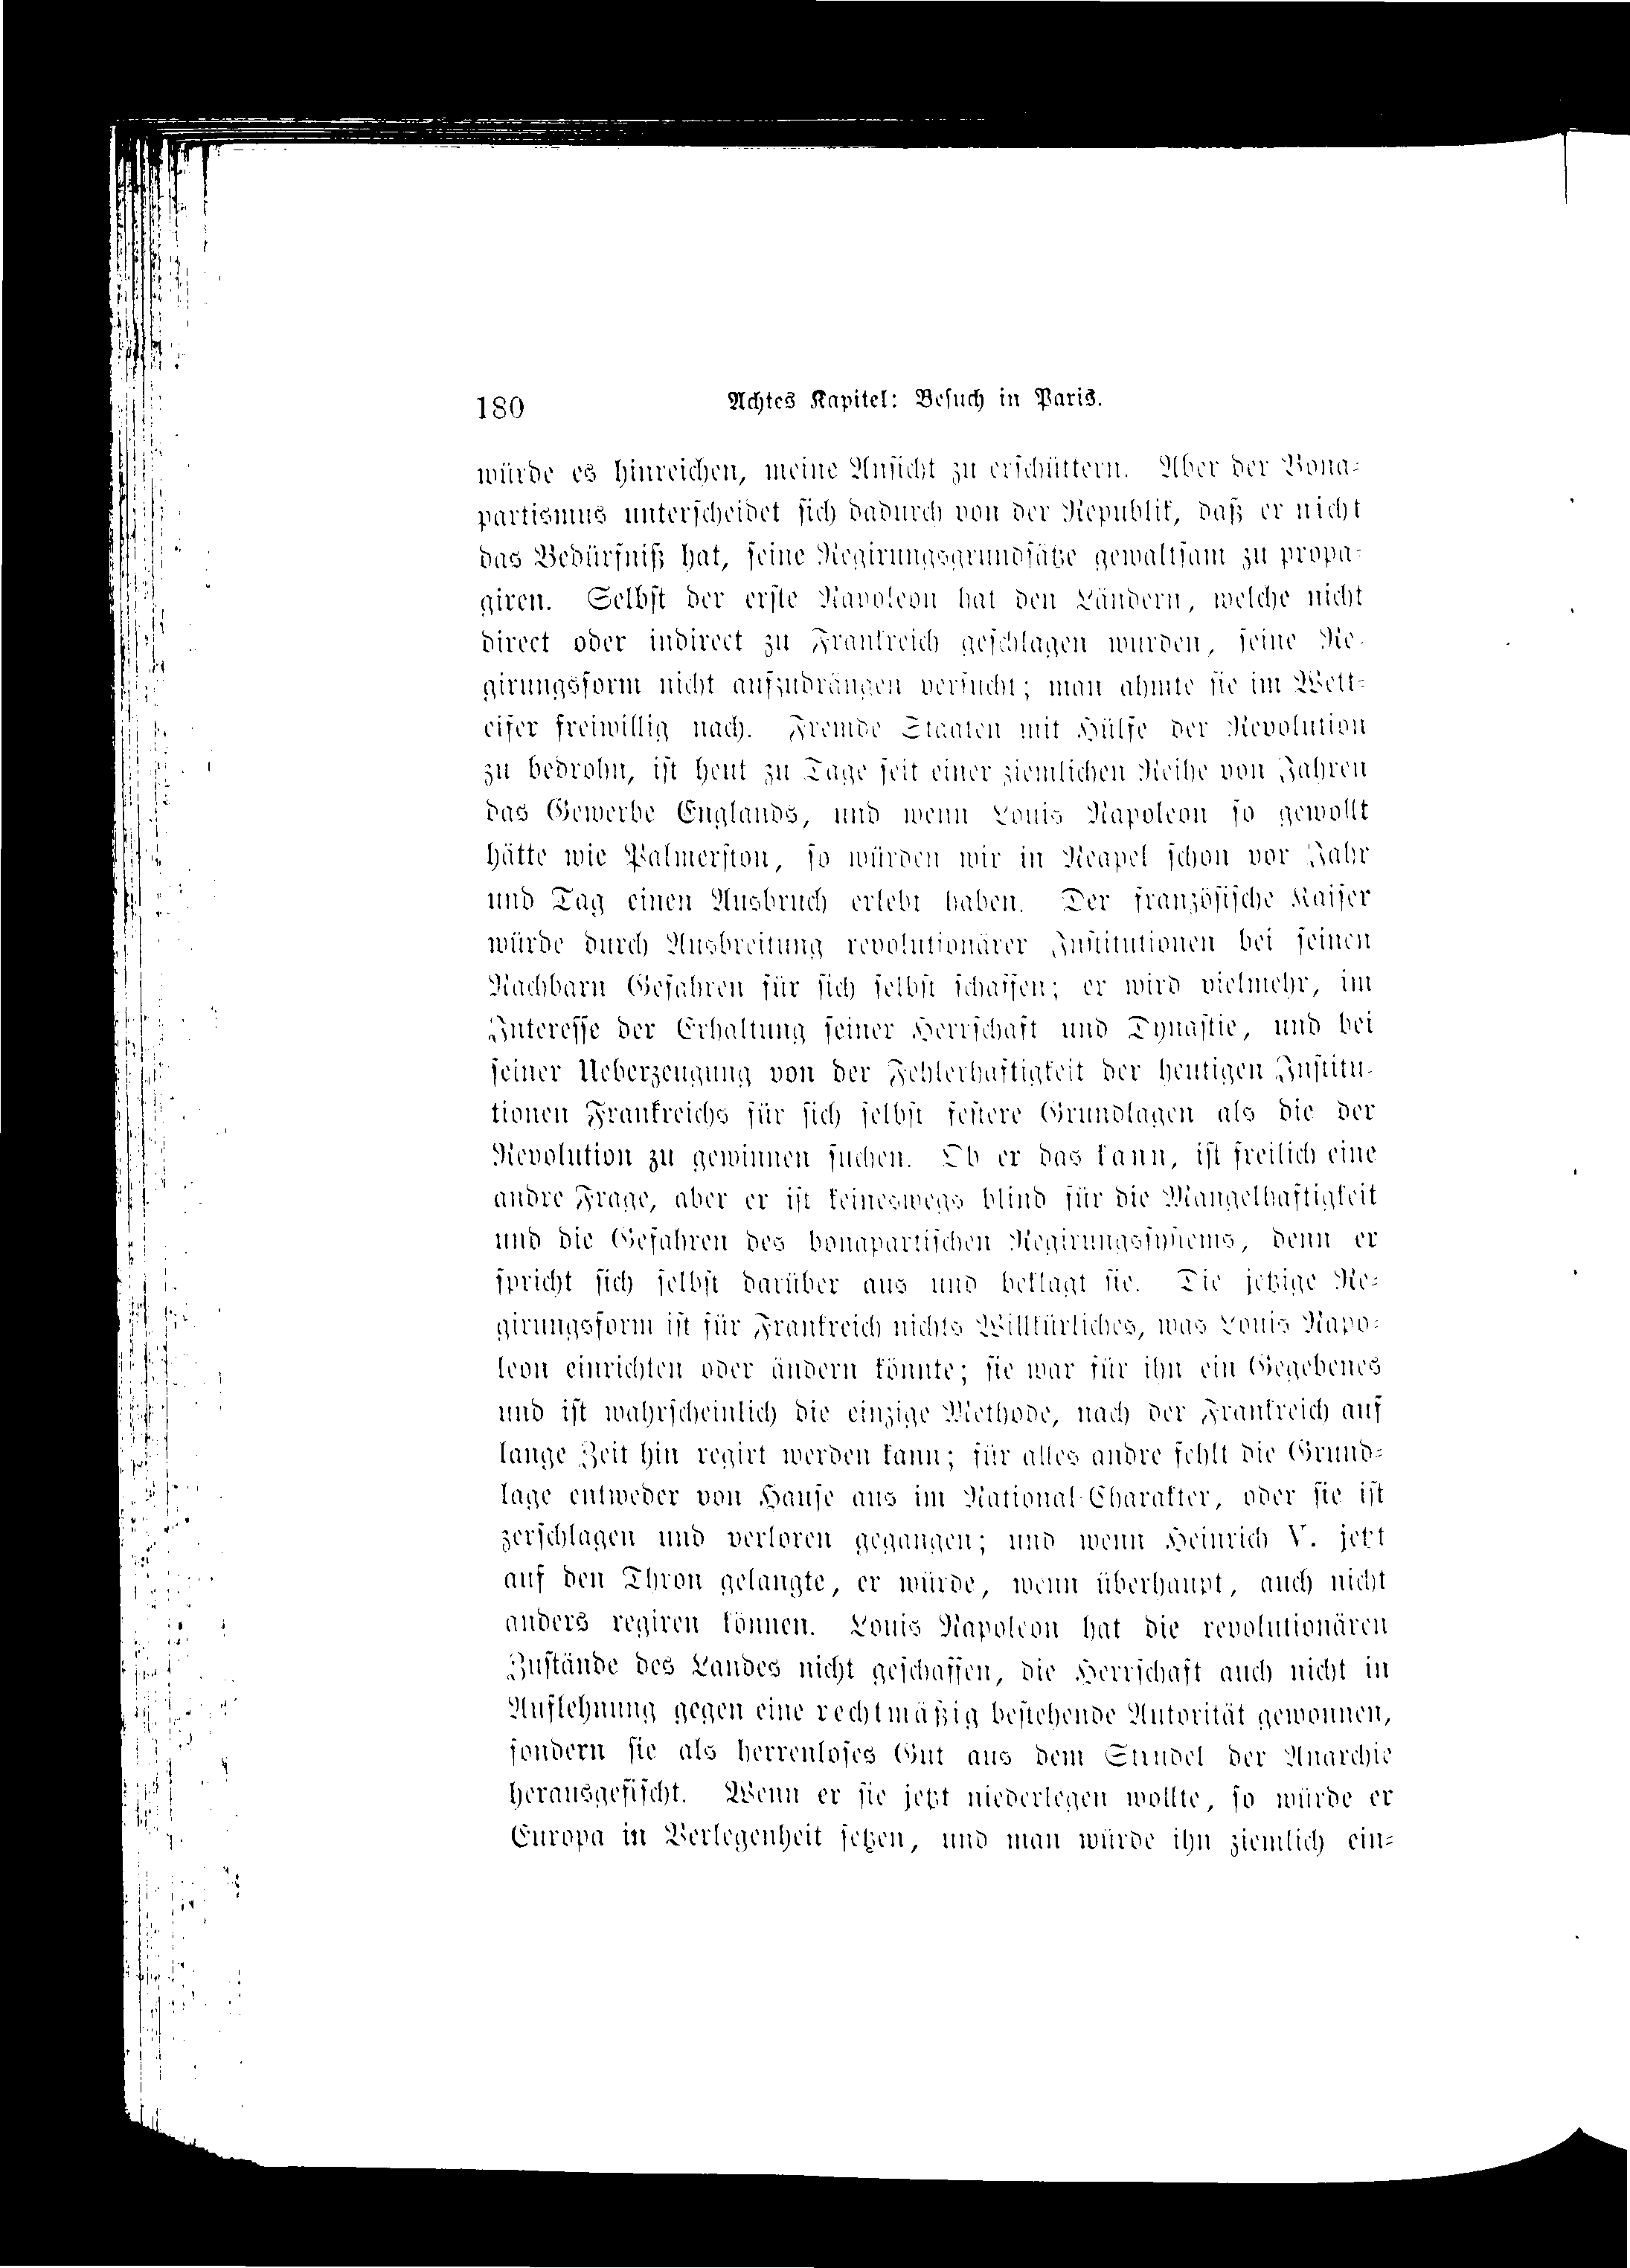 180 Achtes Kapitel: Besuch in Paris.
würde es hinreichen, meine Ansicht zu erschüttern. Aber der Bona-
partismus unterscheidet sich dadurch von der Republik, daß er nicht
das Bedürfniß hat, seine Regirungsgrundsätze gewaltsam zu propa-
giren. Selbst der erste Napoleon hat den Ländern, welche nicht
direct oder indirect zu Frankreich geschlagen wurden, seine Re-
girungsform nicht aufzudrängen versucht; man ahmte sie im Wett-
eifer freiwillig nach. Fremde Staaten mit Hülfe der Revolution
zu bedrohn, ist heut zu Tage seit einer ziemlichen Reihe von Jahren
das Gewerbe Englands, und wenn Louis Napoleon so gewollt
hätte wie Palmerston, so würden wir in Neapel schon vor Jahr
und Tag einen Ausbruch erlebt haben. Der französische Kaiser
würde durch Ausbreitung revolutionärer Institutionen bei seinen
Nachbarn Gefahren für sich selbst schaffen; er wird vielmehr, im
Interesse der Erhaltung seiner Herrschaft und Dynastie, und bei
seiner Ueberzeugung von der Fehlerhaftigkeit der heutigen Institu-
tionen Frankreichs für sich selbst festere Grundlagen als die der
Revolution zu gewinnen suchen. Ob er das kann, ist freilich eine
andre Frage, aber er ist keineswegs blind für die Mangelhaftigkeit
und die Gefahren des bonapartischen Regirungssystems, denn er
spricht sich selbst darüber aus und beklagt sie. Die jetzige Re-
girungsform ist für Frankreich nichts Willkürliches, was Louis Napo-
leon einrichten oder ändern könnte; sie war für ihn ein Gegebenes
und ist wahrscheinlich die einzige Methode, nach der Frankreich auf
lange Zeit hin regirt werden kann; für alles andre fehlt die Grund-
lage entweder von Hause aus im National-Charakter, oder sie ist
zerschlagen und verloren gegangen; und wenn Heinrich V. jetzt
auf den Thron gelangte, er würde, wenn überhaupt, auch nicht
anders regiren können. Louis Napoleon hat die revolutionären
Zustände des Landes nicht geschaffen, die Herrschaft auch nicht in
Auflehnung gegen eine rechtmäßig bestehende Autorität gewonnen,
sondern sie als herrenloses Gut aus dem Strudel der Anarchie
herausgefischt. Wenn er sie jetzt niederlegen wollte, so würde er
Europa in Verlegenheit setzen, und man würde ihn ziemlich ein-